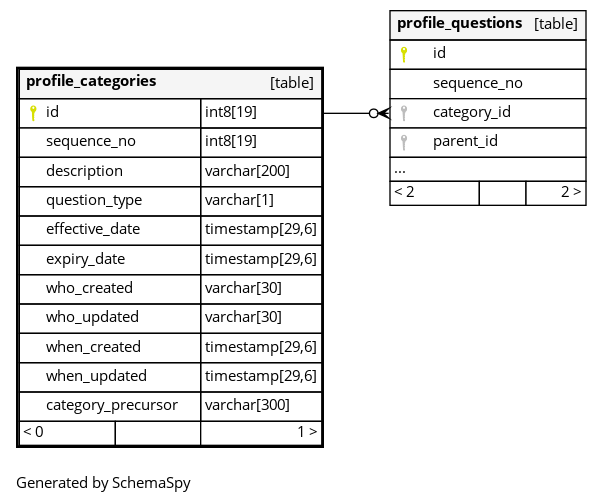 profile_questions [table]
id
sequence_no
category_id
parent_id
...
< 2 2 >
profile_categories [table]
id int8[19]
sequence_no int8[19]
description varchar[200]
question_type varchar[1]
effective_date timestamp[29,6]
expiry_date timestamp[29,6]
who_created varchar[30]
who_updated varchar[30]
when_created timestamp[29,6]
when_updated timestamp[29,6]
category_precursor varchar[300]
< 0 1 >
Generated by SchemaSpy